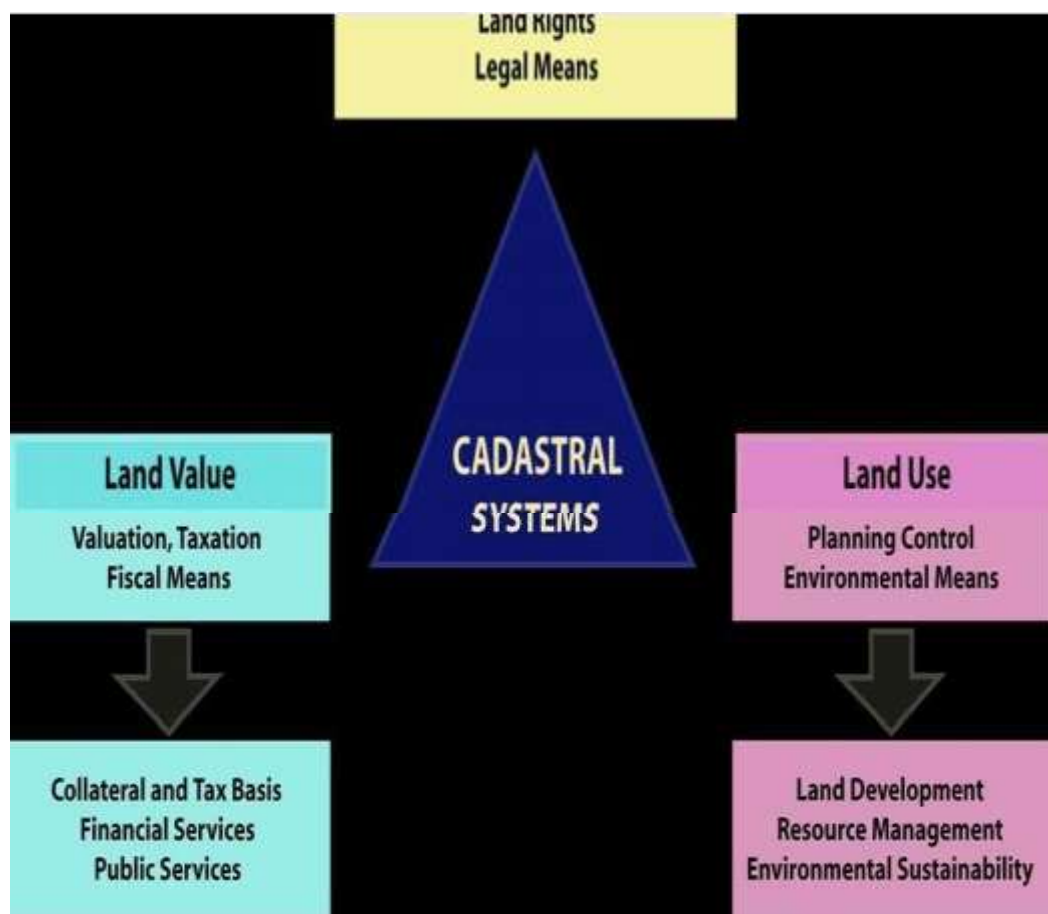 Land Rights
Legal Means
CADASTRAL
SYSTEMS
Land Value
Valuation, Taxation
Fiscal Means
Land Use
Planning Control
Environmental Means
Collateral and Tax Basis
Financial Services
Public Services
Land Development
Resource Management
Environmental Sustainability